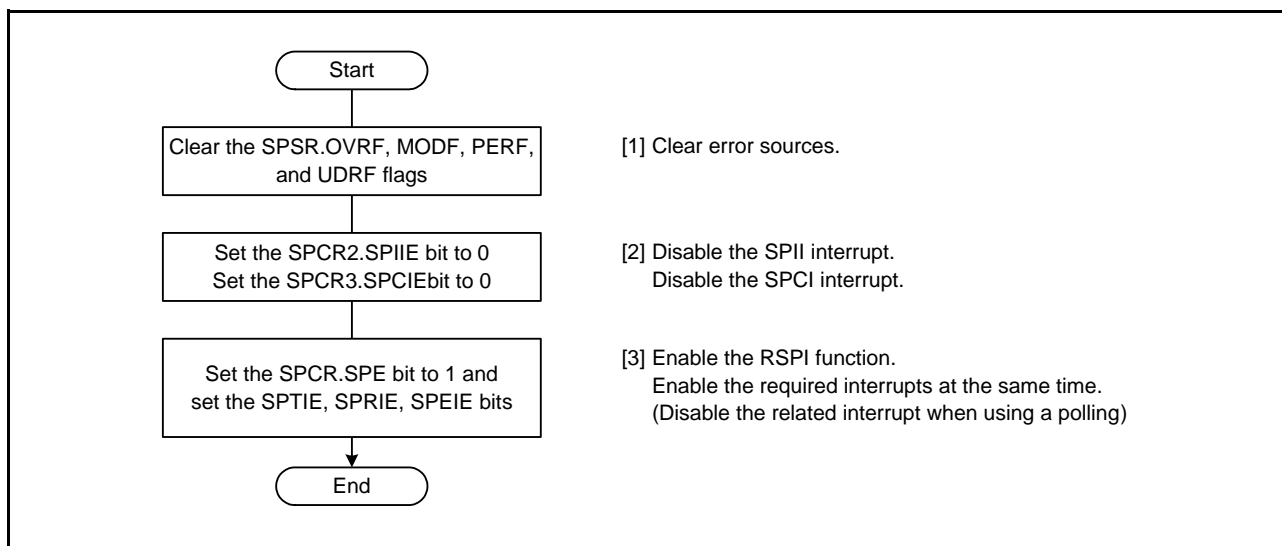 Start
Clear the SPSR.OVRF, MODF, PERF,
and UDRF flags
[1] Clear error sources.
Set the SPCR2.SPIIE bit to 0
Set the SPCR3.SPCIEbit to 0
[2] Disable the SPII interrupt.
Disable the SPCI interrupt.
Set the SPCR.SPE bit to 1 and
set the SPTIE, SPRIE, SPEIE bits
[3] Enable the RSPI function.
Enable the required interrupts at the same time.
(Disable the related interrupt when using a polling)
End